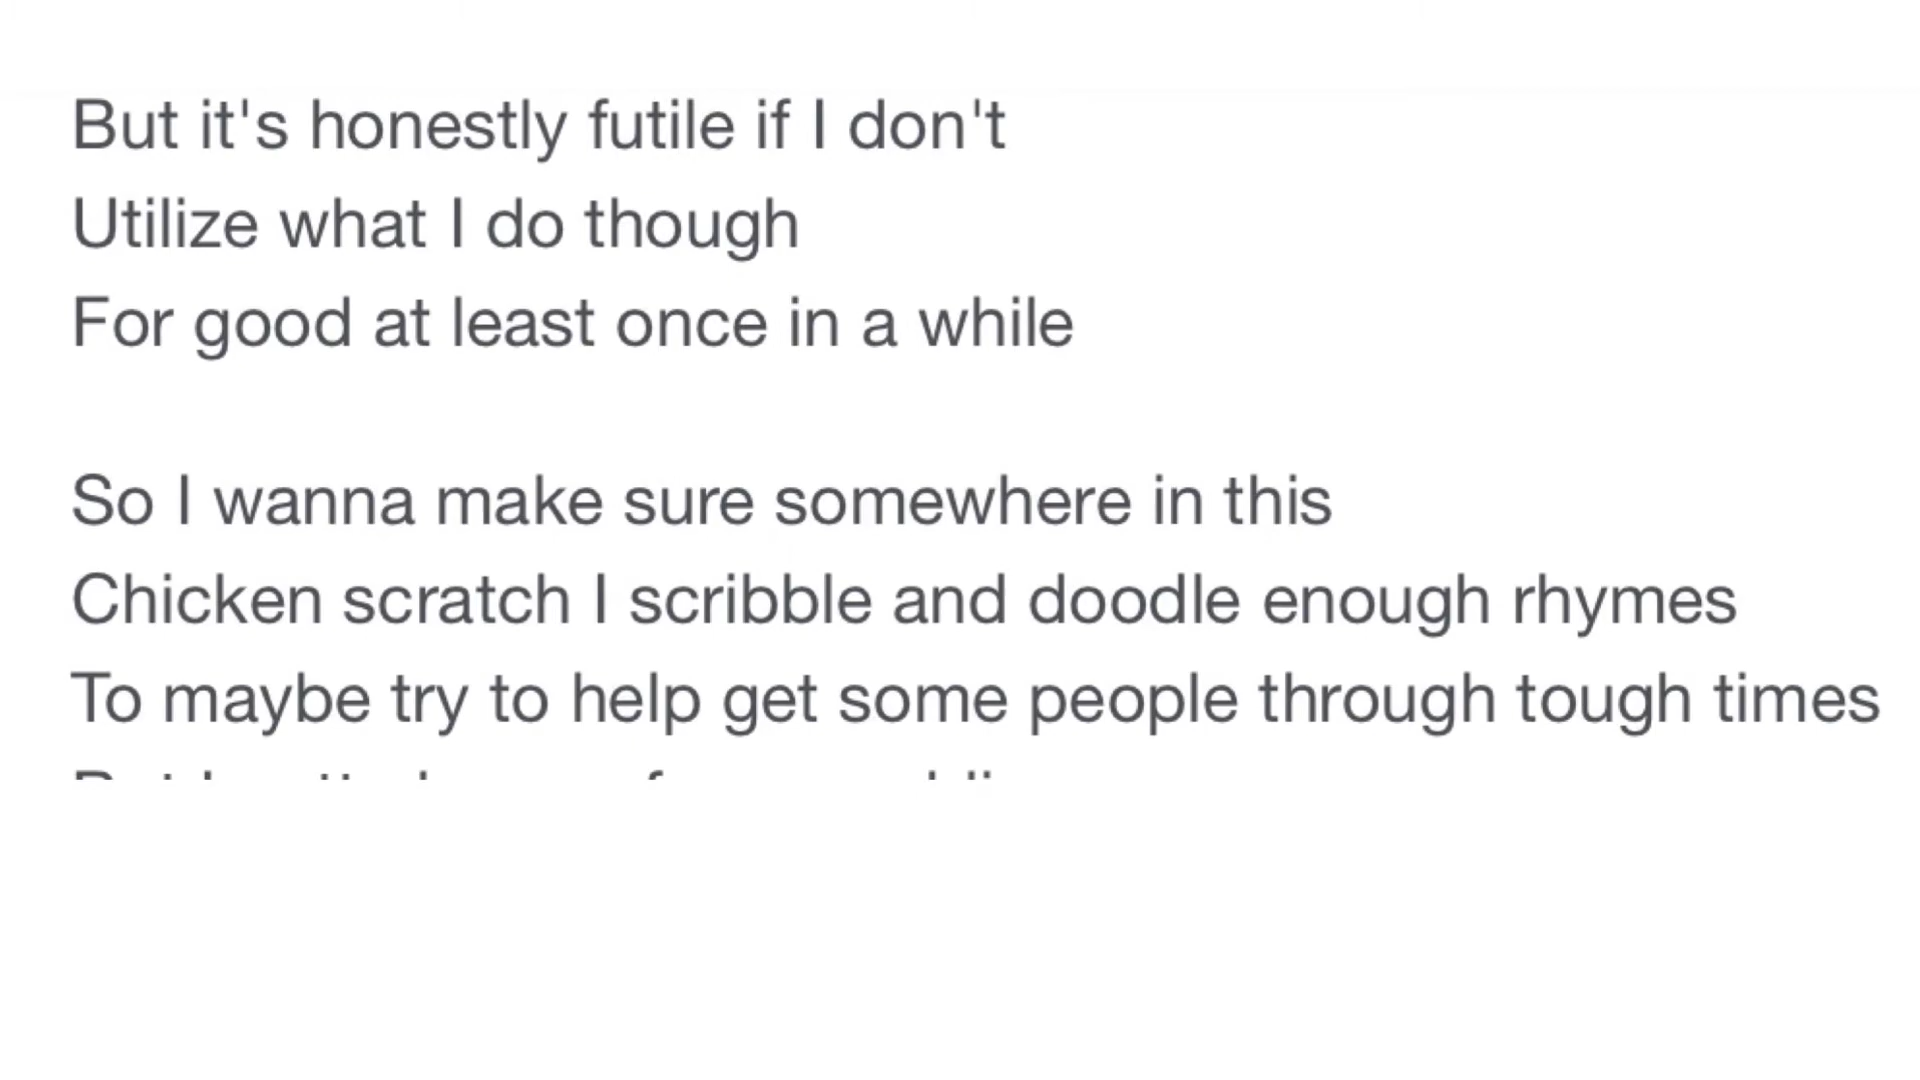 But it's honestly futile if I don't
Utilize what I do though
For good at least once in a while
So I wanna make sure somewhere in this
Chicken scratch I scribble and doodle enough rhymes
To maybe try to help get some people through tough times